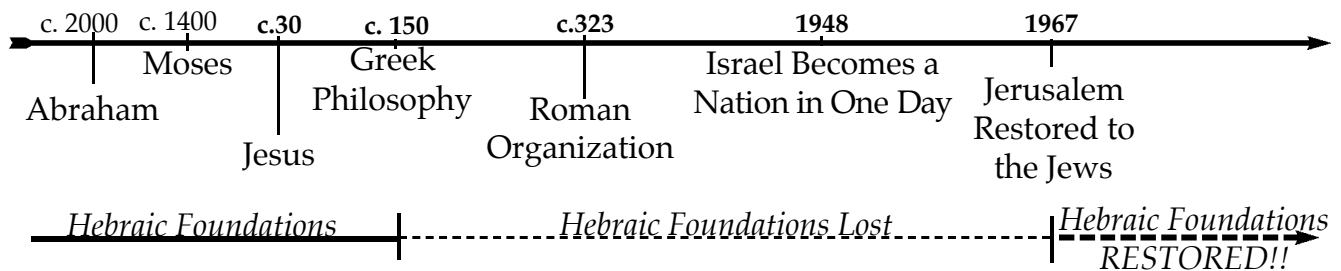 c. 2000 c. 1400 c.30 c. 150 c.323 1948 1967
Abraham
Moses
Jesus
Greek
Philosophy
Roman
Organization
Israel Becomes a
Nation in One Day
Jerusalem
Restored to
the Jews
Hebraic Foundations
Hebraic Foundations Lost
Hebraic Foundations
RESTORED!!